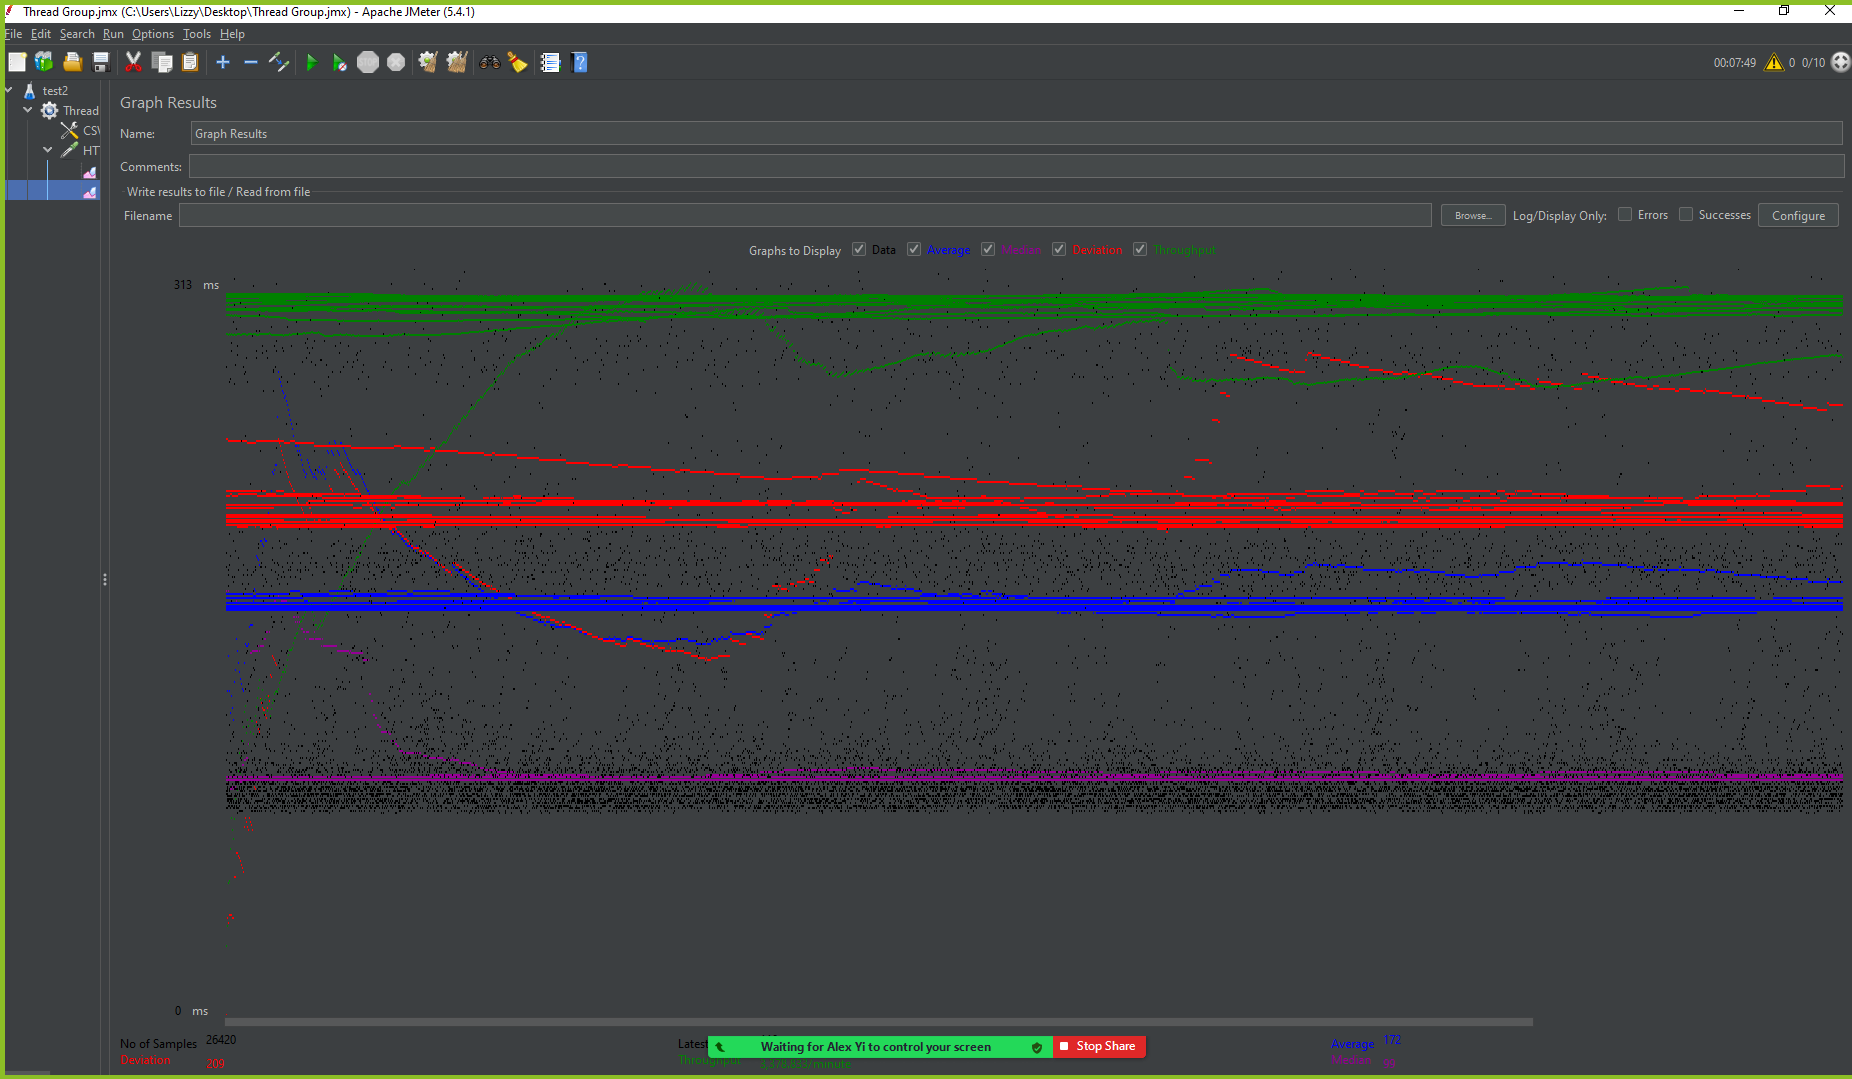 Thread Group.jmx (C:\Users\Lizzy\Desktop\Thread Group.jmx) - Apache JMeter (5.4.1)
File Edit Search Run Options Tools Help
00:07:49 0 0/10
test2
Thread
CSV
HT
Graph Results
Name: Graph Results
Comments:
Write results to file / Read from file
Filename Browse... Log/Display Only: Errors Successes Configure
Graphs to Display Data Average Median Deviation Throughput
313 ms
0 ms
No of Samples 26420 Latest Average 172
Deviation 209 Throughput Median
Waiting for Alex Yi to control your screen Stop Share